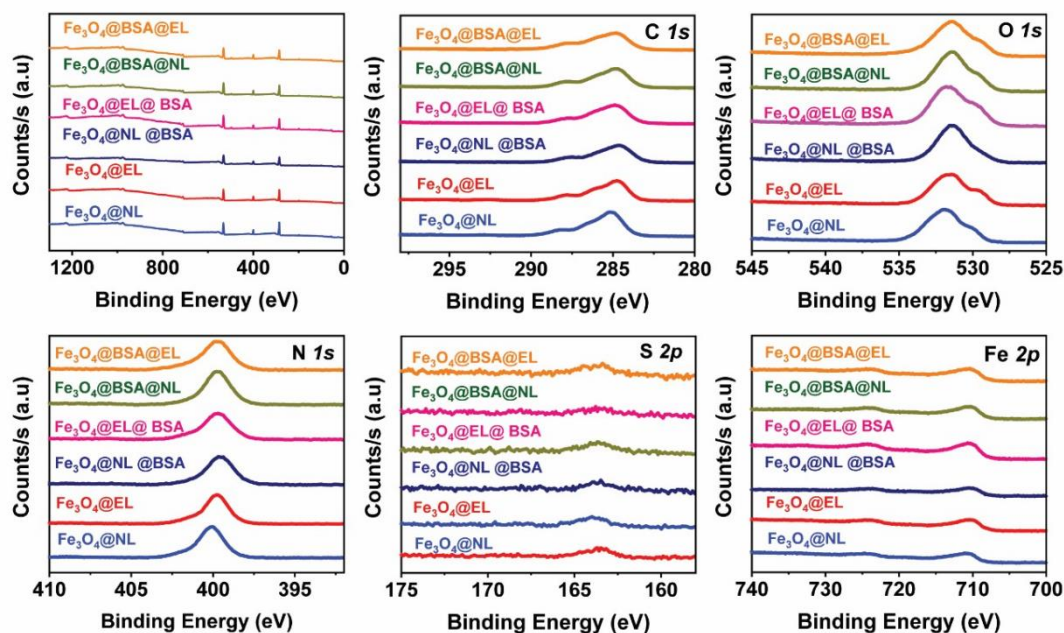 Counts/s (a.u)
Fe₃O₄@BSA@EL
Fe₃O₄@BSA@NL
Fe₃O₄@EL@ BSA
Fe₃O₄@NL @BSA
Fe₃O₄@EL
Fe₃O₄@NL
1200 800 600 400 200 0
Binding Energy (eV)
Counts/s (a.u)
C 1s
Fe₃O₄@BSA@EL
Fe₃O₄@BSA@NL
Fe₃O₄@EL@ BSA
Fe₃O₄@NL @BSA
Fe₃O₄@EL
Fe₃O₄@NL
295 290 285 280
Binding Energy (eV)
Counts/s (a.u)
O 1s
Fe₃O₄@BSA@EL
Fe₃O₄@BSA@NL
Fe₃O₄@EL@ BSA
Fe₃O₄@NL @BSA
Fe₃O₄@EL
Fe₃O₄@NL
545 540 535 530 525
Binding Energy (eV)
Counts/s (a.u)
N 1s
Fe₃O₄@BSA@EL
Fe₃O₄@BSA@NL
Fe₃O₄@EL@ BSA
Fe₃O₄@NL @BSA
Fe₃O₄@EL
Fe₃O₄@NL
410 405 400 395
Binding Energy (eV)
Counts/s (a.u)
S 2p
Fe₃O₄@BSA@EL
Fe₃O₄@BSA@NL
Fe₃O₄@EL@ BSA
Fe₃O₄@NL @BSA
Fe₃O₄@EL
Fe₃O₄@NL
175 170 165 160
Binding Energy (eV)
Counts/s (a.u)
Fe 2p
Fe₃O₄@BSA@EL
Fe₃O₄@BSA@NL
Fe₃O₄@EL@ BSA
Fe₃O₄@NL @BSA
Fe₃O₄@EL
Fe₃O₄@NL
740 730 720 710 700
Binding Energy (eV)